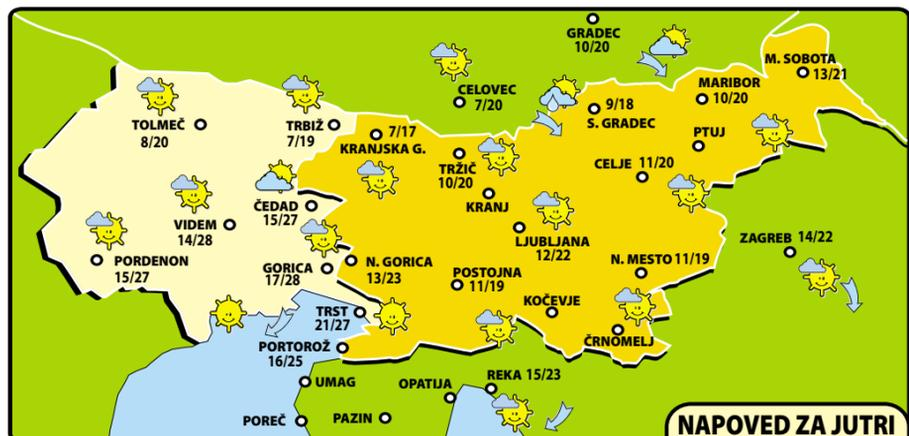 GRADEC
10/20
M. SOBOTA
13/21
CELOVEC
7/20
MARIBOR
10/20
TOLMEČ
8/20
TRBIŽ
7/19
7/17
KRANJSKA G.
9/18
S. GRADEC
PTUJ
TRŽIČ
10/20
CELJE 11/20
KRANJ
ČEDAD
15/27
VIDEM
14/28
LJUBLJANA
12/22
ZAGREB 14/22
PORDENON
15/27
GORICA
17/28
N. GORICA
13/23
POSTOJNA
11/19
N. MESTO 11/19
KOČEVJE
TRST
21/27
ČRNOMELJ
PORTOROŽ
16/25
UMAG
OPATIJA
REKA 15/23
POREČ
PAZIN
NAPOVED ZA JUTRI